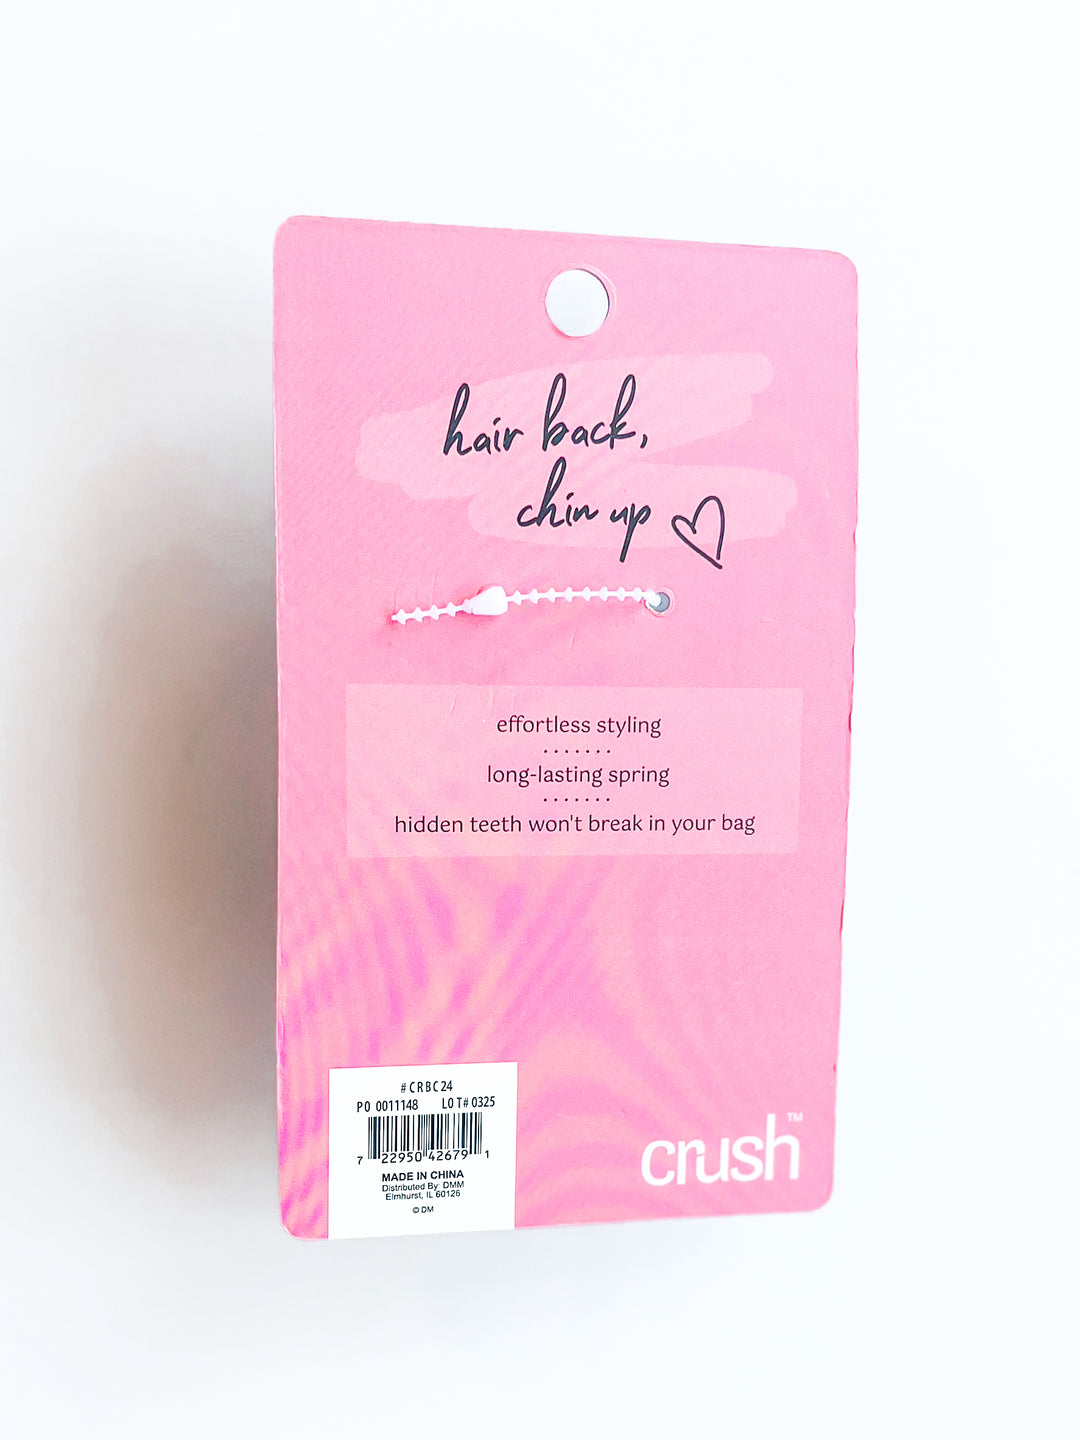 hair back,
chin up
effortless styling
long-lasting spring
hidden teeth won't break in your bag
#CRBC24
PO 0011148 LOT# 0325
7 22950 42679 1
MADE IN CHINA
Distributed By: DMM
Elmhurst, IL 60126
© DM
crush™